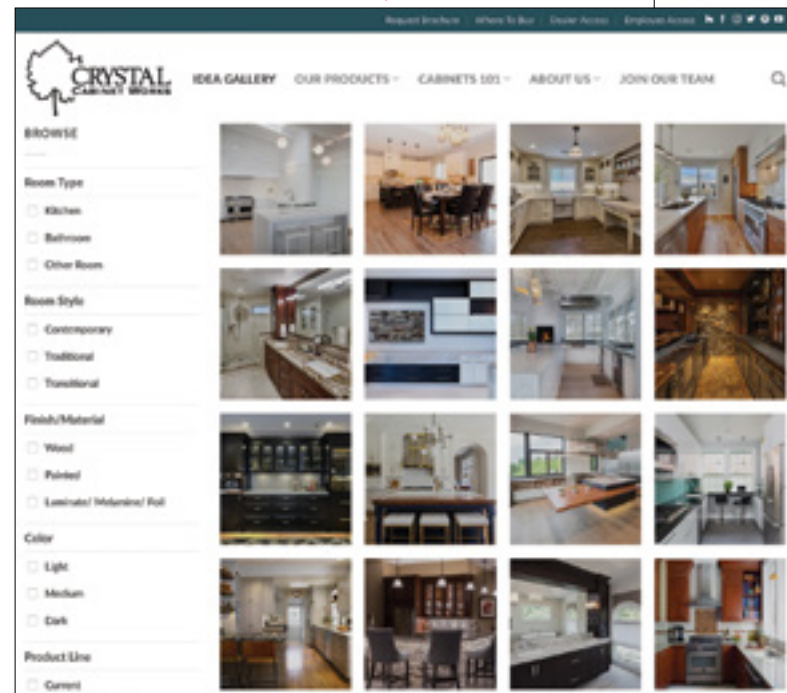 Request Brochure | Where To Buy | Dealer Access | Employee Access
CRYSTAL
CABINET WORKS
IDEA GALLERY OUR PRODUCTS CABINETS 101 ABOUT US JOIN OUR TEAM
BROWSE
Room Type
Kitchen
Bathroom
Other Room
Room Style
Contemporary
Traditional
Transitional
Finish/Material
Wood
Painted
Laminate/ Melamine/ Foil
Color
Light
Medium
Dark
Product Line
Current